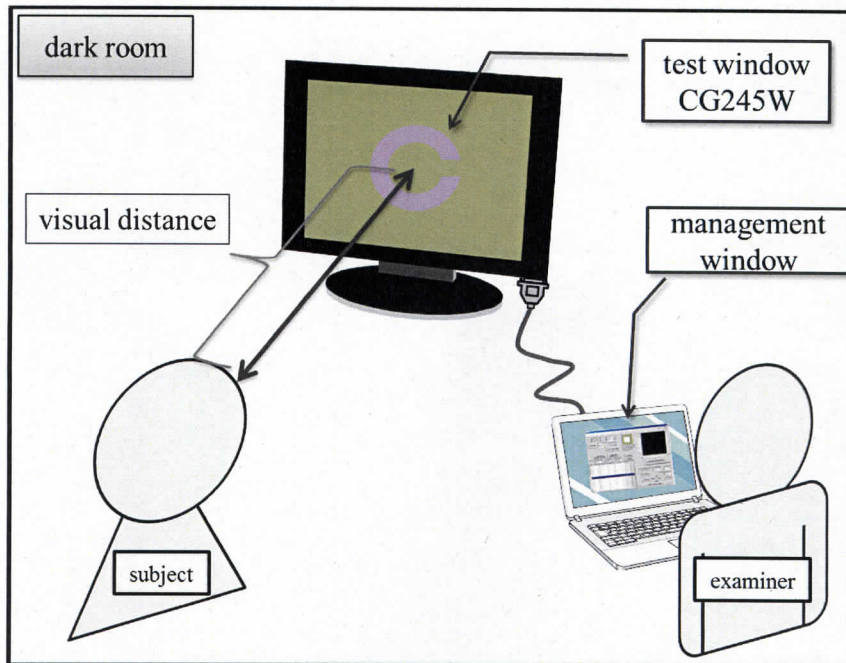 dark room
test window
CG245W
visual distance
management
window
subject
examiner